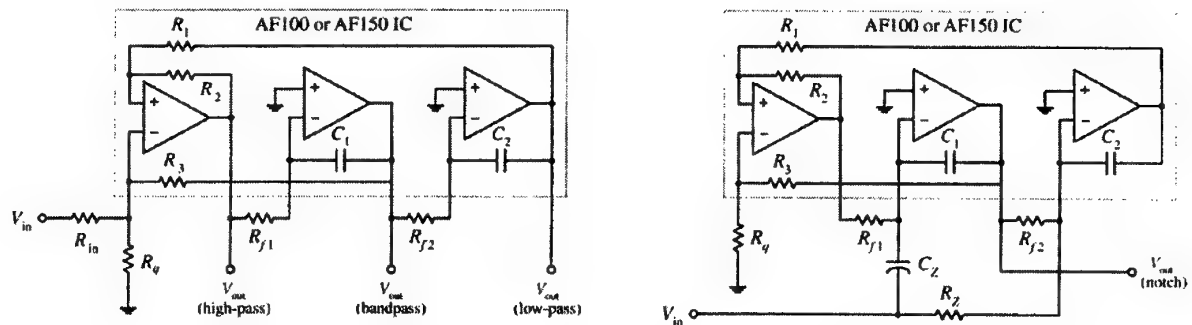 AF100 or AF150 IC
R1
R2
+
−
+
−
+
−
C1
C2
R3
Vin
Rin
Rq
Rf1
Rf2
Vout
(high-pass)
Vout
(bandpass)
Vout
(low-pass)
AF100 or AF150 IC
R1
R2
+
−
+
−
+
−
C1
C2
R3
Rq
Rf1
Rf2
CZ
RZ
Vin
Vout
(notch)